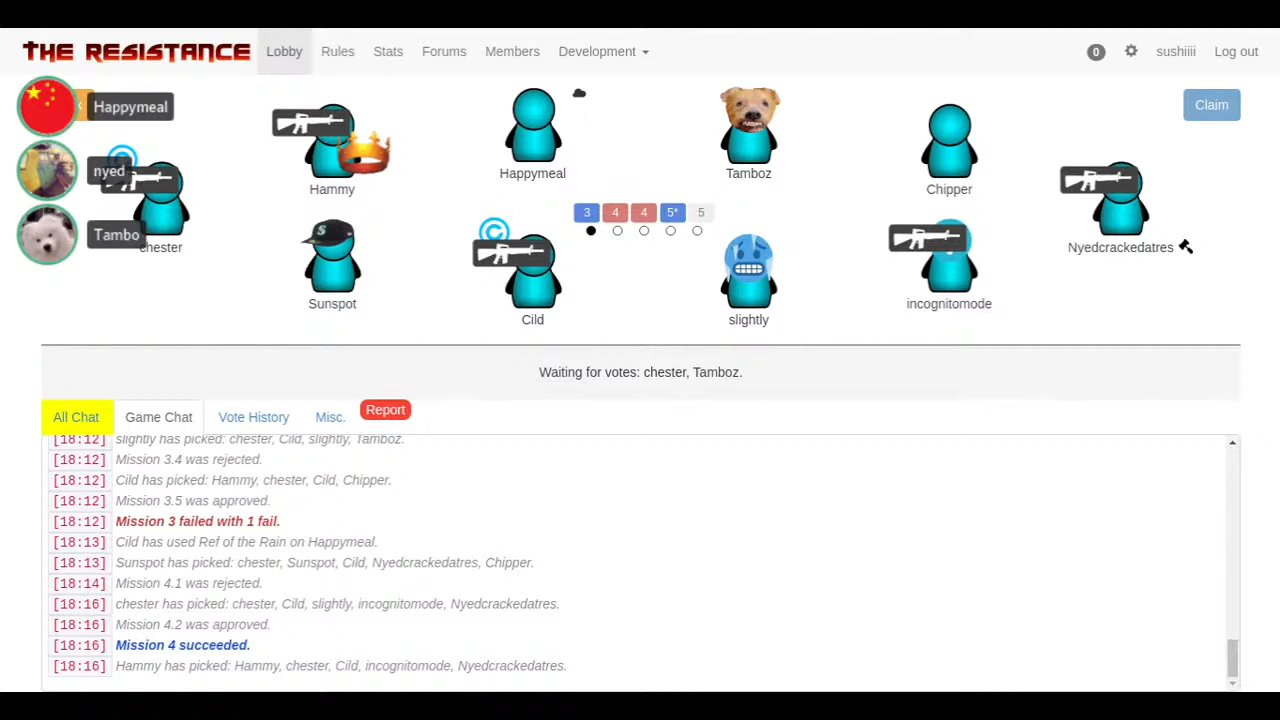 THE RESISTANCE Lobby Rules Stats Forums Members Development 0 sushiiii Log out
Happymeal
Claim
nyed
Tambo
chester
Hammy
Happymeal
Tamboz
Chipper
Nyedcrackedatres
3 4 4 5* 5
S
Sunspot
C
Cild
slightly
incognitomode
Waiting for votes: chester, Tamboz.
All Chat Game Chat Vote History Misc. Report
[18:12] slightly has picked: chester, Cild, slightly, Tamboz.
[18:12] Mission 3.4 was rejected.
[18:12] Cild has picked: Hammy, chester, Cild, Chipper.
[18:12] Mission 3.5 was approved.
[18:12] Mission 3 failed with 1 fail.
[18:13] Cild has used Ref of the Rain on Happymeal.
[18:13] Sunspot has picked: chester, Sunspot, Cild, Nyedcrackedatres, Chipper.
[18:14] Mission 4.1 was rejected.
[18:16] chester has picked: chester, Cild, slightly, incognitomode, Nyedcrackedatres.
[18:16] Mission 4.2 was approved.
[18:16] Mission 4 succeeded.
[18:16] Hammy has picked: Hammy, chester, Cild, incognitomode, Nyedcrackedatres.